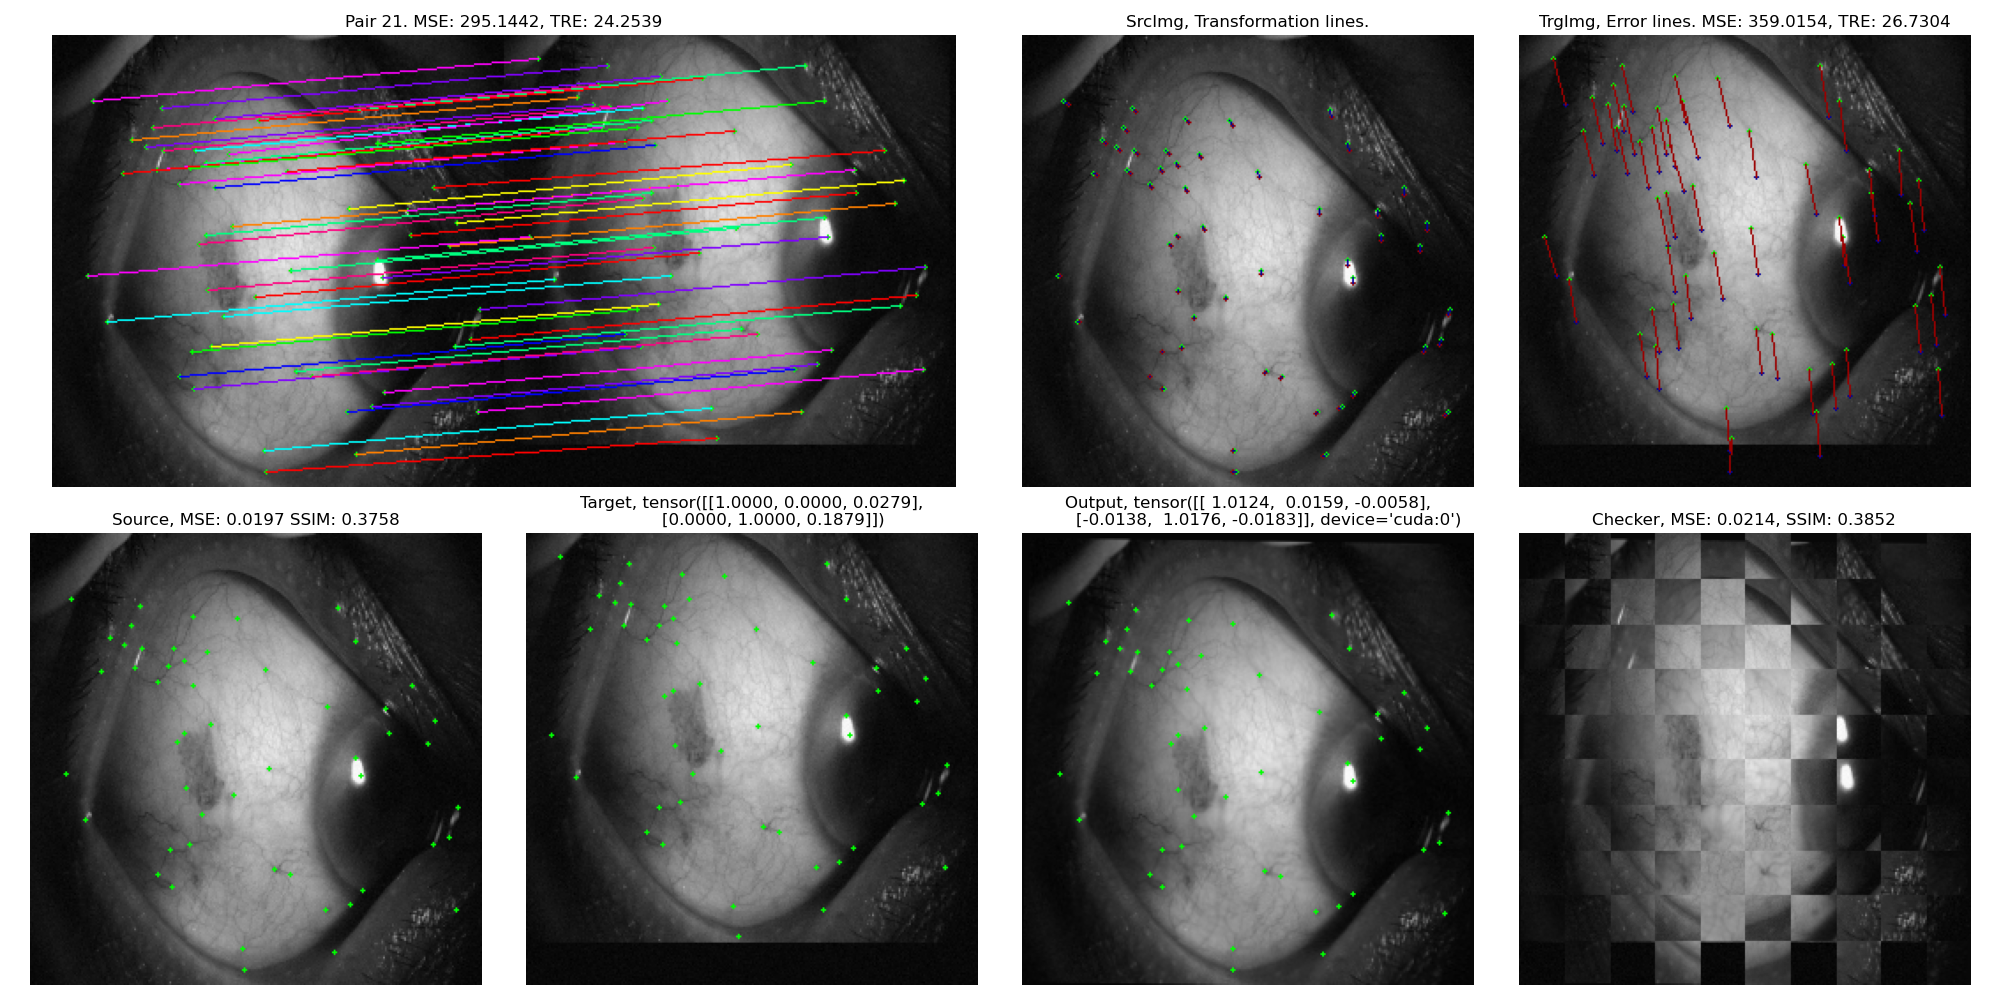 Pair 21. MSE: 295.1442, TRE: 24.2539
SrcImg, Transformation lines.
TrgImg, Error lines. MSE: 359.0154, TRE: 26.7304
Source, MSE: 0.0197 SSIM: 0.3758
Target, tensor([[1.0000, 0.0000, 0.0279],
[0.0000, 1.0000, 0.1879]])
Output, tensor([[ 1.0124,  0.0159, -0.0058],
[-0.0138,  1.0176, -0.0183]], device='cuda:0')
Checker, MSE: 0.0214, SSIM: 0.3852